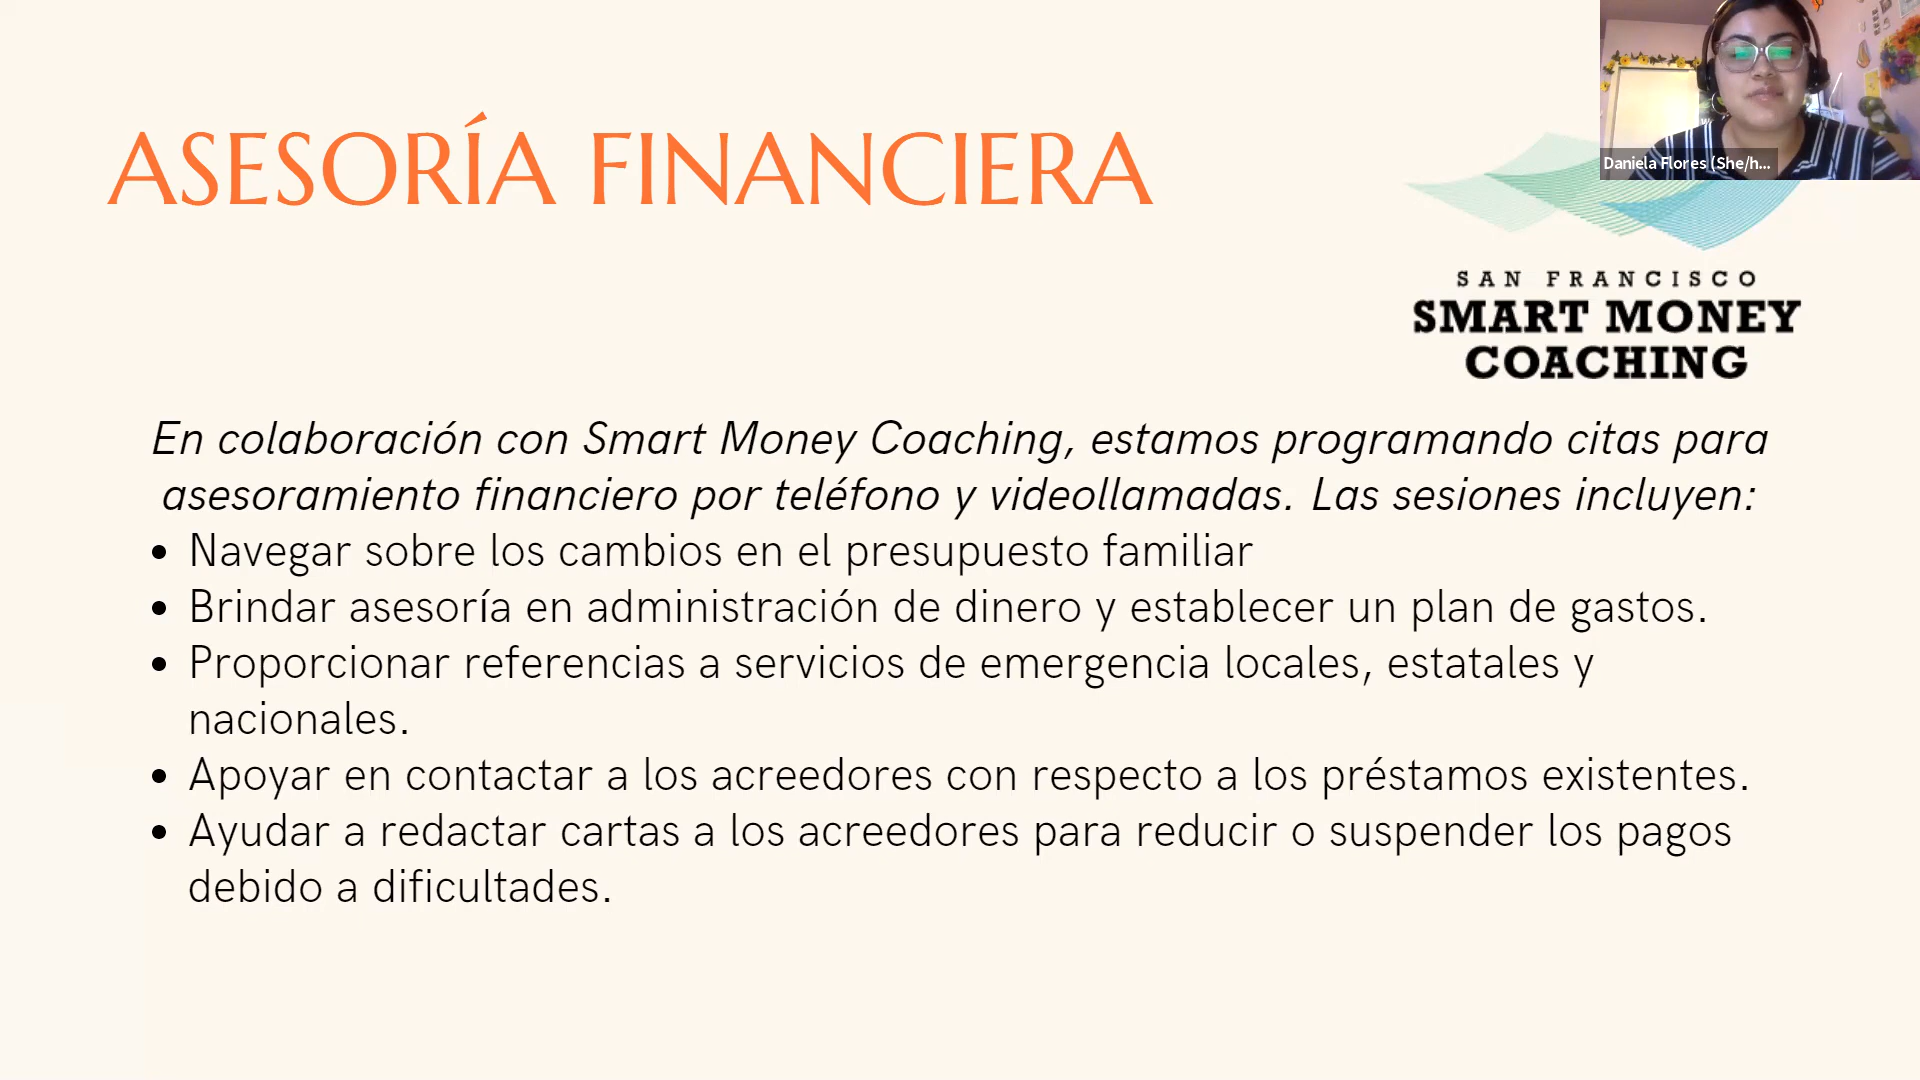 ASESORÍA FINANCIERA
Daniela Flores (She/h...
SAN FRANCISCO
SMART MONEY
COACHING
En colaboración con Smart Money Coaching, estamos programando citas para
asesoramiento financiero por teléfono y videollamadas. Las sesiones incluyen:
• Navegar sobre los cambios en el presupuesto familiar
• Brindar asesoría en administración de dinero y establecer un plan de gastos.
• Proporcionar referencias a servicios de emergencia locales, estatales y
nacionales.
• Apoyar en contactar a los acreedores con respecto a los préstamos existentes.
• Ayudar a redactar cartas a los acreedores para reducir o suspender los pagos
debido a dificultades.